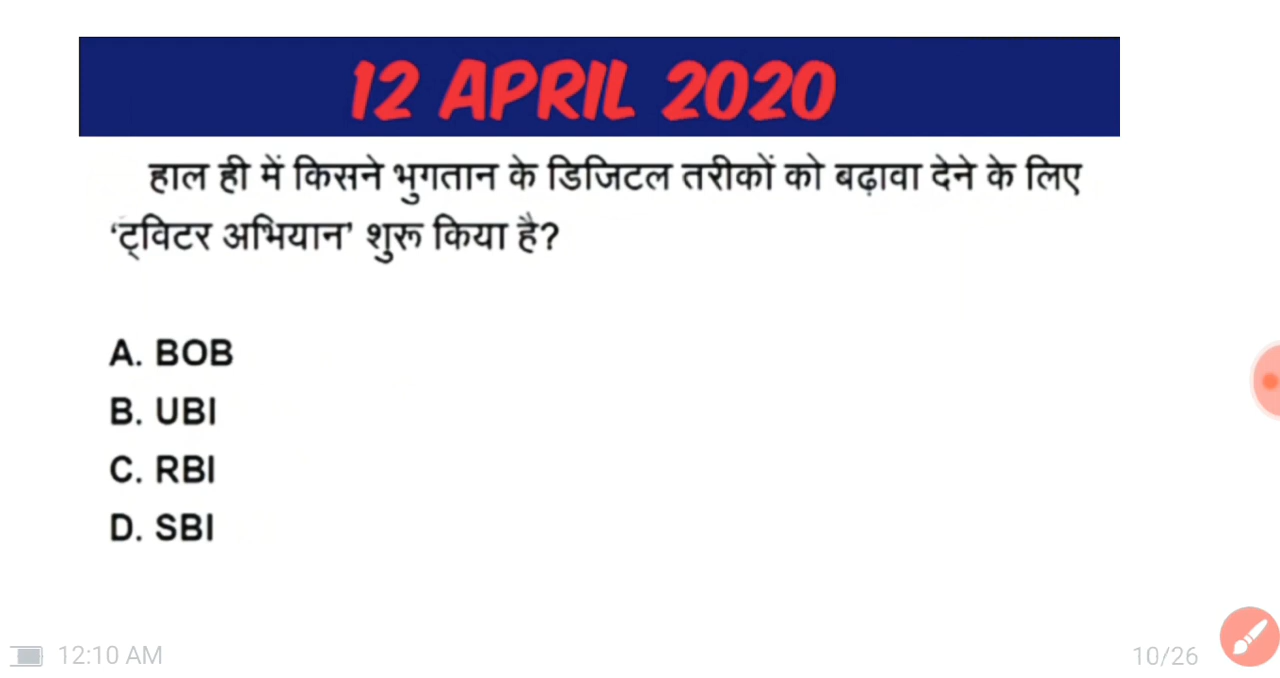 12 APRIL 2020
हाल ही में किसने भुगतान के डिजिटल तरीकों को बढ़ावा देने के लिए
‘ट्विटर अभियान’ शुरू किया है?
A. BOB
B. UBI
C. RBI
D. SBI
12:10 AM
10/26